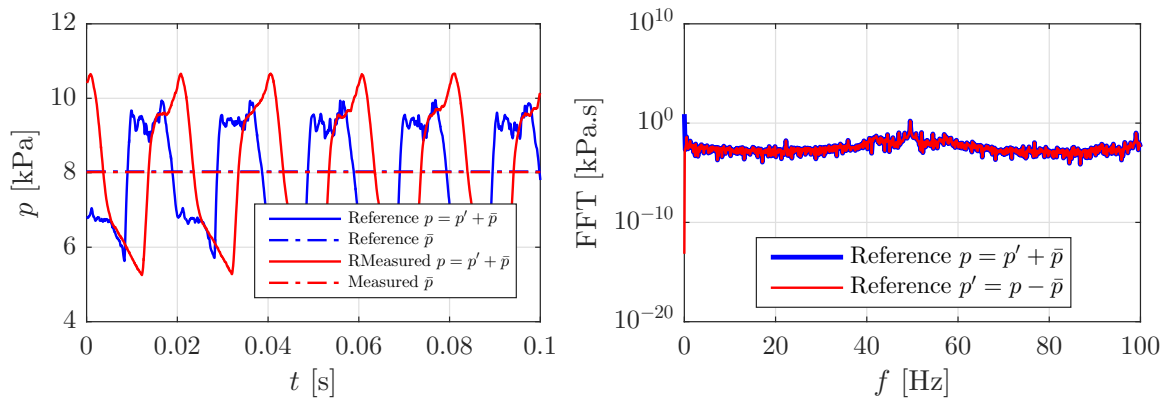 12
10
8
6
4
p [kPa]
0 0.02 0.04 0.06 0.08 0.1
t [s]
Reference p = p′ + p̄
Reference p̄
RMeasured p = p′ + p̄
Measured p̄
10^10
10^0
10^-10
10^-20
FFT [kPa.s]
0 20 40 60 80 100
f [Hz]
Reference p = p′ + p̄
Reference p′ = p − p̄